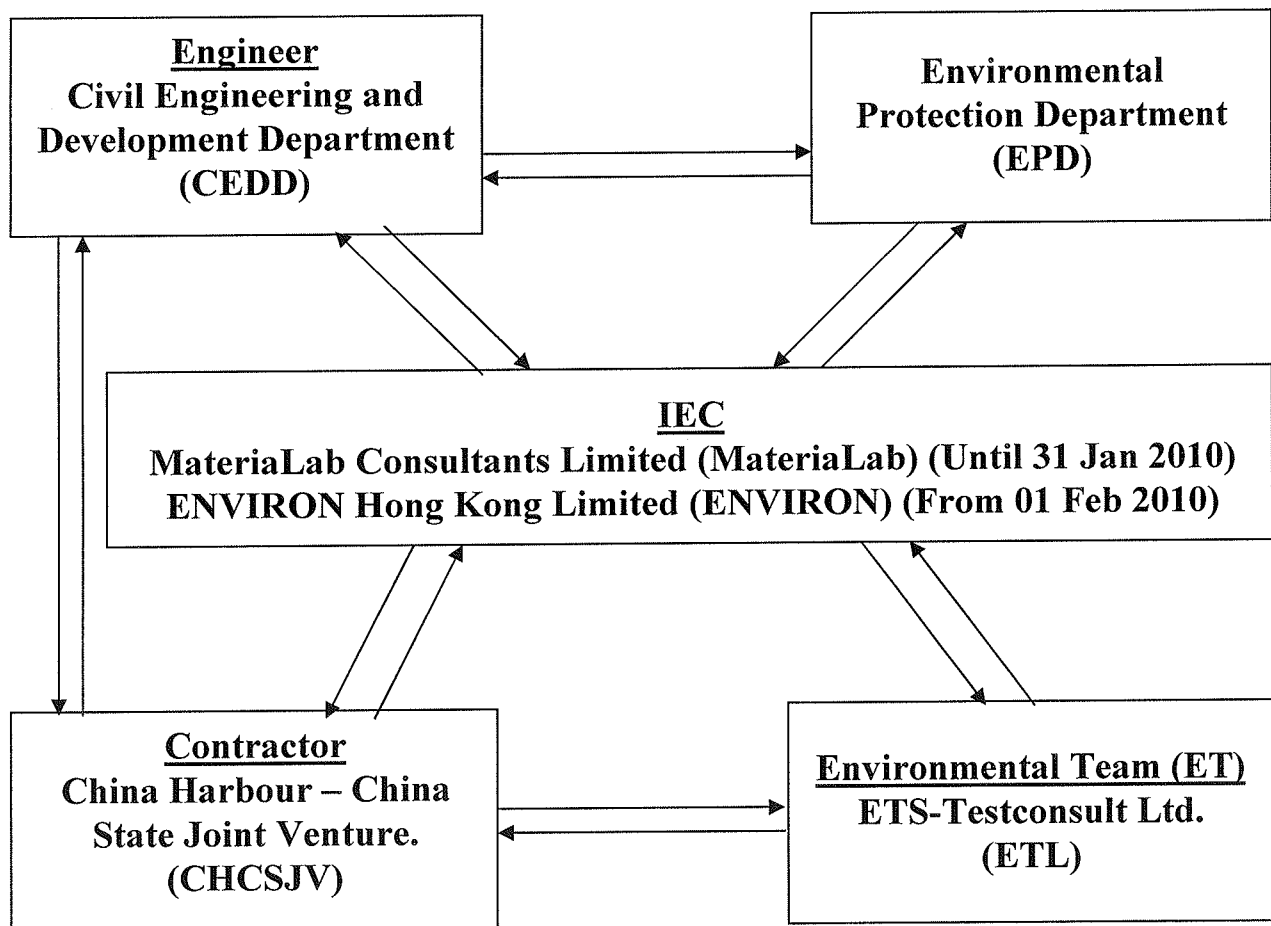 Engineer
Civil Engineering and
Development Department
(CEDD)
Environmental
Protection Department
(EPD)
IEC
MateriaLab Consultants Limited (MateriaLab) (Until 31 Jan 2010)
ENVIRON Hong Kong Limited (ENVIRON) (From 01 Feb 2010)
Contractor
China Harbour – China
State Joint Venture.
(CHCSJV)
Environmental Team (ET)
ETS-Testconsult Ltd.
(ETL)